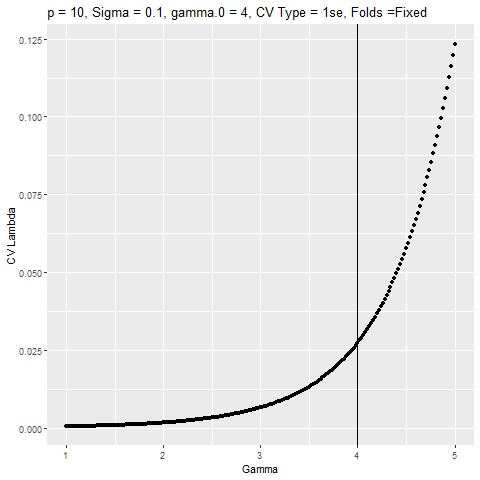 p = 10, Sigma = 0.1, gamma.0 = 4, CV Type = 1se, Folds =Fixed
0.125
0.100
0.075
0.050
0.025
0.000
CV Lambda
1 2 3 4 5
Gamma